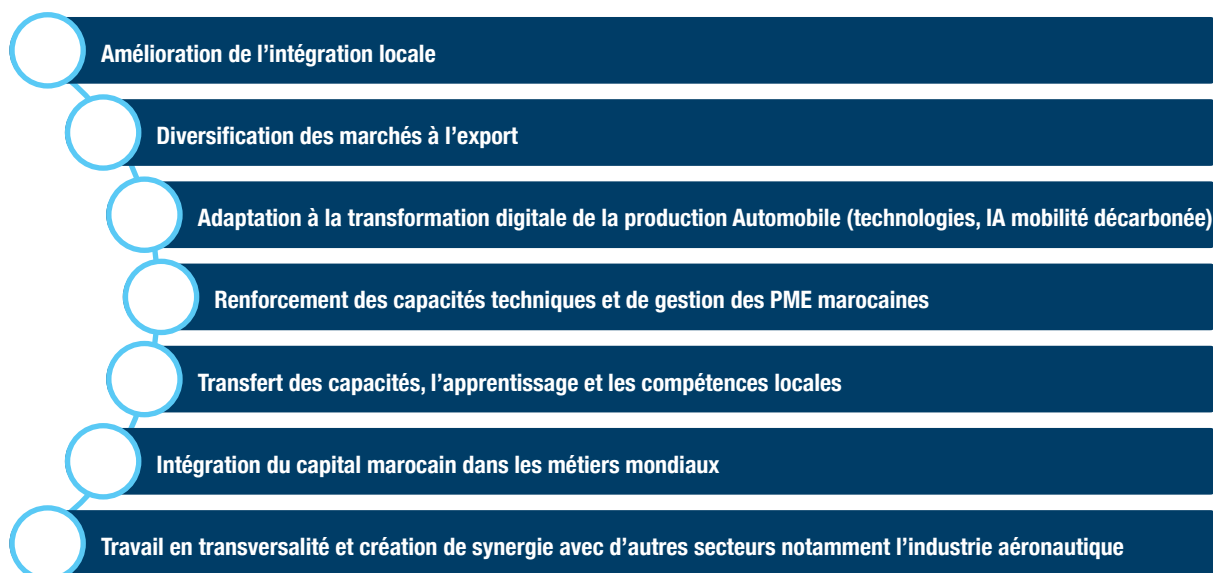 Amélioration de l’intégration locale
Diversification des marchés à l’export
Adaptation à la transformation digitale de la production Automobile (technologies, IA mobilité décarbonée)
Renforcement des capacités techniques et de gestion des PME marocaines
Transfert des capacités, l’apprentissage et les compétences locales
Intégration du capital marocain dans les métiers mondiaux
Travail en transversalité et création de synergie avec d’autres secteurs notamment l’industrie aéronautique